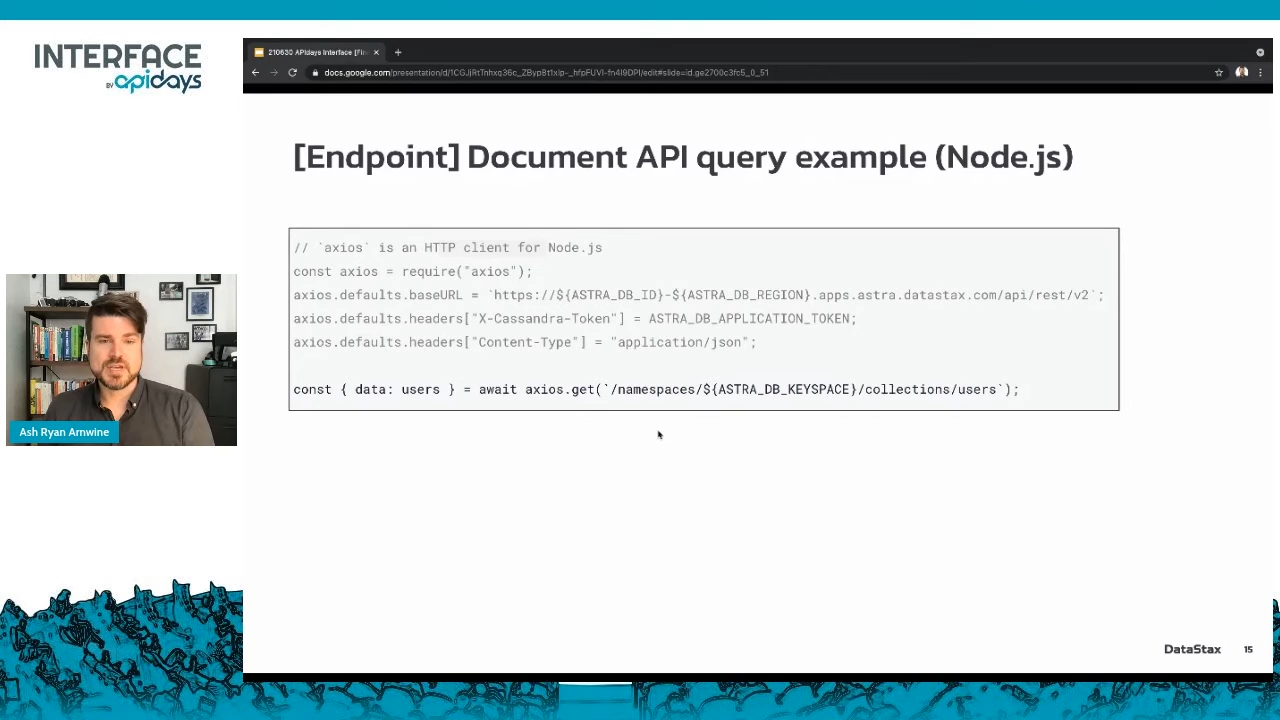 INTERFACE
BY apidays
210630 APIdays Interface [Fin
docs.google.com/presentation/d/1CGJjRtTnhxq36c_ZByp8t1xIp-_hfpFUVI-fn4I9DPI/edit#slide=id.ge2700c3fc5_0_51
[Endpoint] Document API query example (Node.js)
// `axios` is an HTTP client for Node.js
const axios = require("axios");
axios.defaults.baseURL = `https://${ASTRA_DB_ID}-${ASTRA_DB_REGION}.apps.astra.datastax.com/api/rest/v2`;
axios.defaults.headers["X-Cassandra-Token"] = ASTRA_DB_APPLICATION_TOKEN;
axios.defaults.headers["Content-Type"] = "application/json";
const { data: users } = await axios.get(`/namespaces/${ASTRA_DB_KEYSPACE}/collections/users`);
Ash Ryan Arnwine
DataStax 15